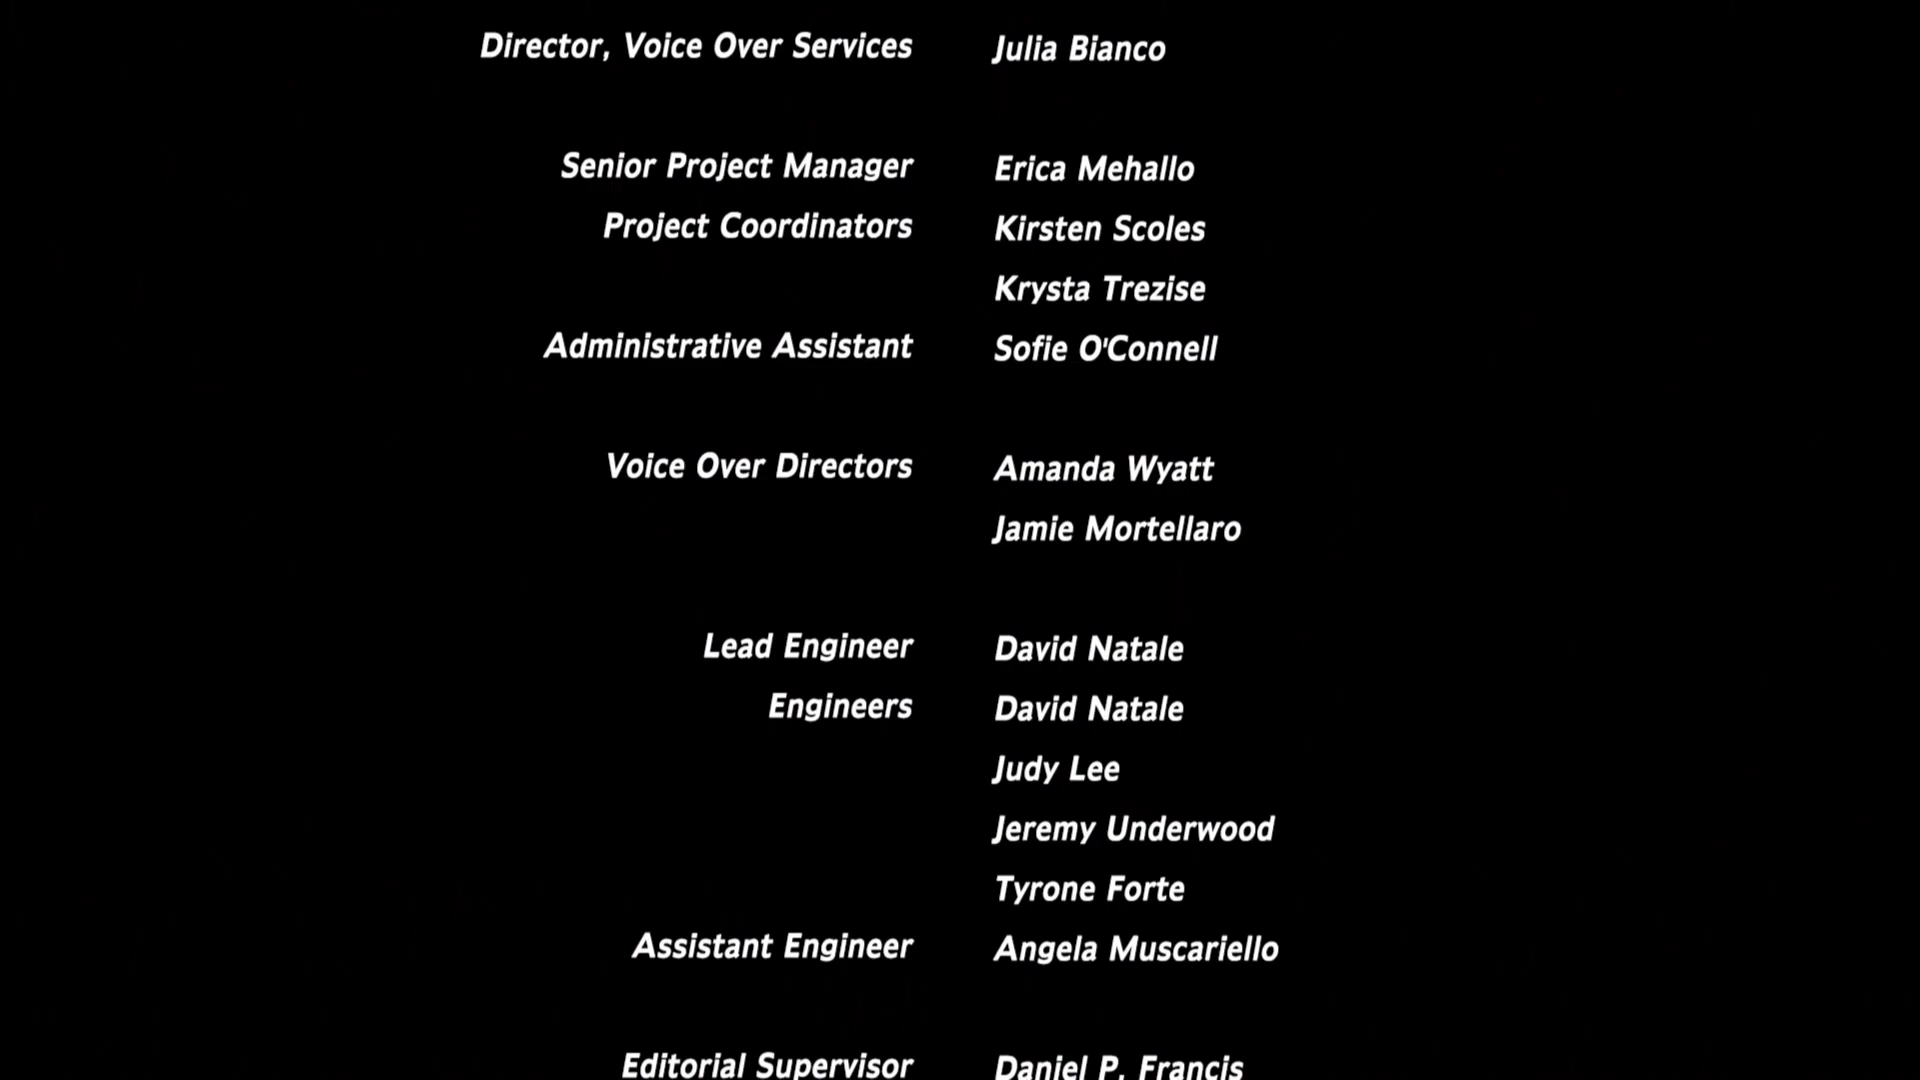 Director, Voice Over Services Julia Bianco
Senior Project Manager Erica Mehallo
Project Coordinators Kirsten Scoles
Krysta Trezise
Administrative Assistant Sofie O'Connell
Voice Over Directors Amanda Wyatt
Jamie Mortellaro
Lead Engineer David Natale
Engineers David Natale
Judy Lee
Jeremy Underwood
Tyrone Forte
Assistant Engineer Angela Muscariello
Editorial Supervisor Daniel P. Francis